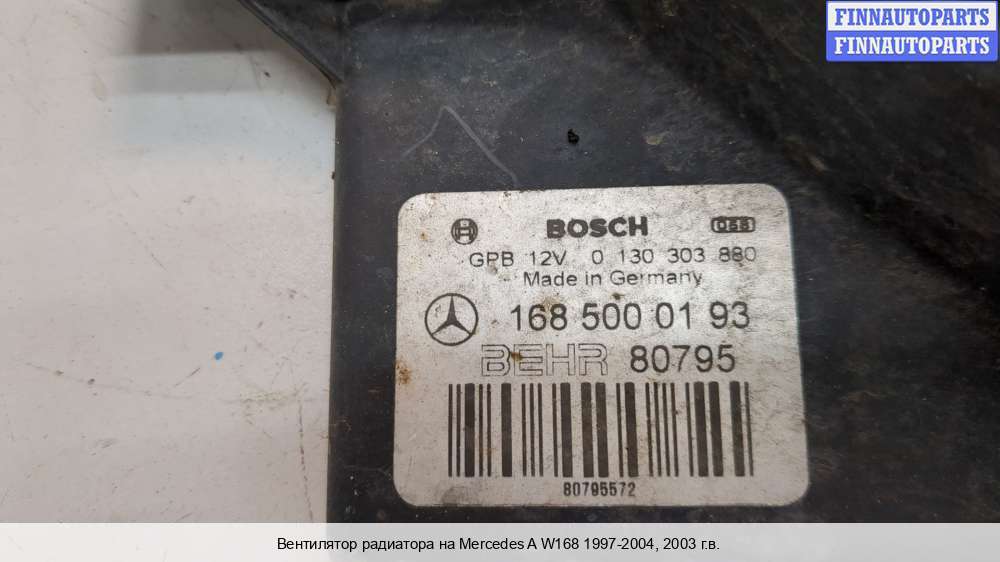 FINNAUTOPARTS
FINNAUTOPARTS
BOSCH 055
GPB 12V 0 130 303 880
Made in Germany
168 500 01 93
BEHR 80795
80795572
Вентилятор радиатора на Mercedes A W168 1997-2004, 2003 г.в.